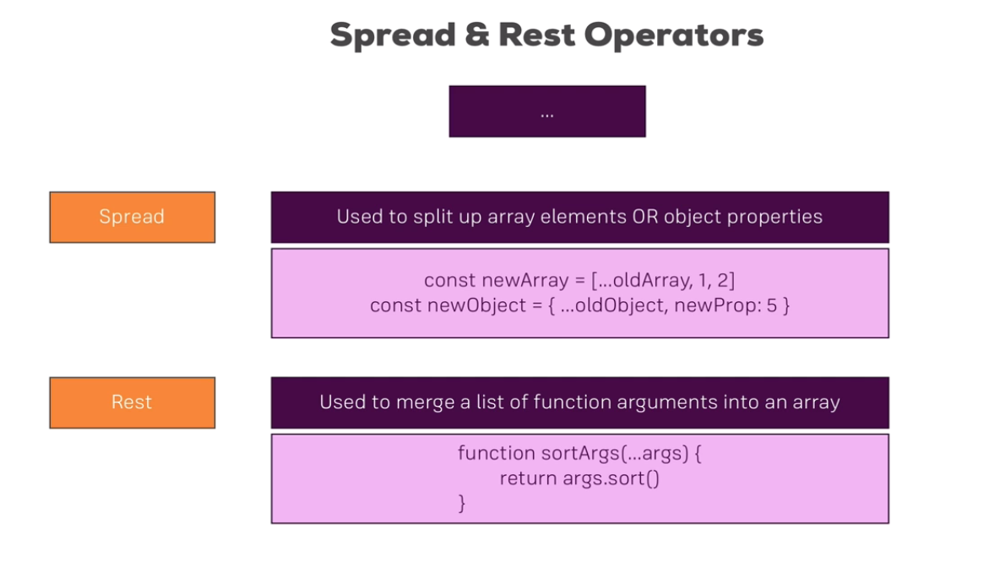 Spread & Rest Operators
...
Spread
Used to split up array elements OR object properties
const newArray = [...oldArray, 1, 2]
const newObject = { ...oldObject, newProp: 5 }
Rest
Used to merge a list of function arguments into an array
function sortArgs(...args) {
return args.sort()
}